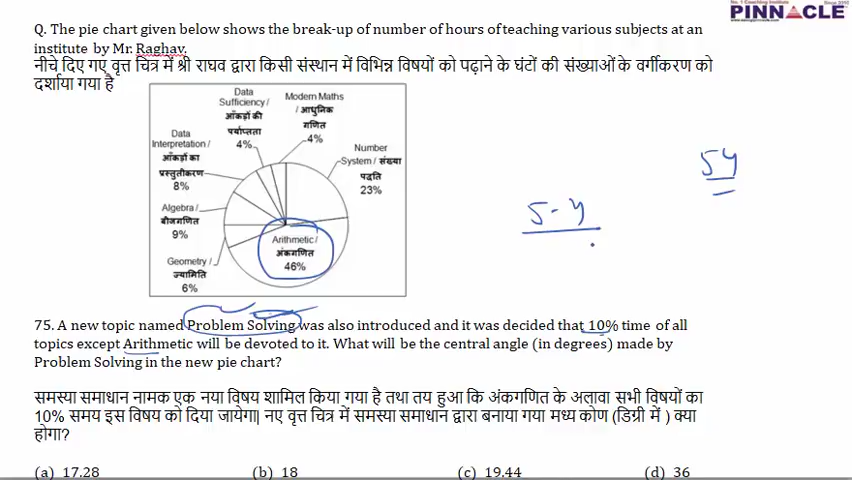 No. 1 Coaching Institute Since 2010
PINNACLE
Q. The pie chart given below shows the break-up of number of hours of teaching various subjects at an
institute by Mr. Raghav.
नीचे दिए गए वृत्त चित्र में श्री राघव द्वारा किसी संस्थान में विभिन्न विषयों को पढ़ाने के घंटों की संख्याओं के वर्गीकरण को
दर्शाया गया है
Data
Sufficiency /
आँकड़ों की
पर्याप्तता
4%
Modern Maths
/ आधुनिक
गणित
4%
Data
Interpretation /
आँकड़ों का
प्रस्तुतीकरण
8%
Number
System / संख्या
पद्दति
23%
Algebra /
बीजगणित
9%
Arithmetic /
अंकगणित
46%
Geometry /
ज्यामिति
6%
54
5-4
75. A new topic named Problem Solving was also introduced and it was decided that 10% time of all
topics except Arithmetic will be devoted to it. What will be the central angle (in degrees) made by
Problem Solving in the new pie chart?
समस्या समाधान नामक एक नया विषय शामिल किया गया है तथा तय हुआ कि अंकगणित के अलावा सभी विषयों का
10% समय इस विषय को दिया जायेगा| नए वृत्त चित्र में समस्या समाधान द्वारा बनाया गया मध्य कोण (डिग्री में ) क्या
होगा?
(a) 17.28 (b) 18 (c) 19.44 (d) 36